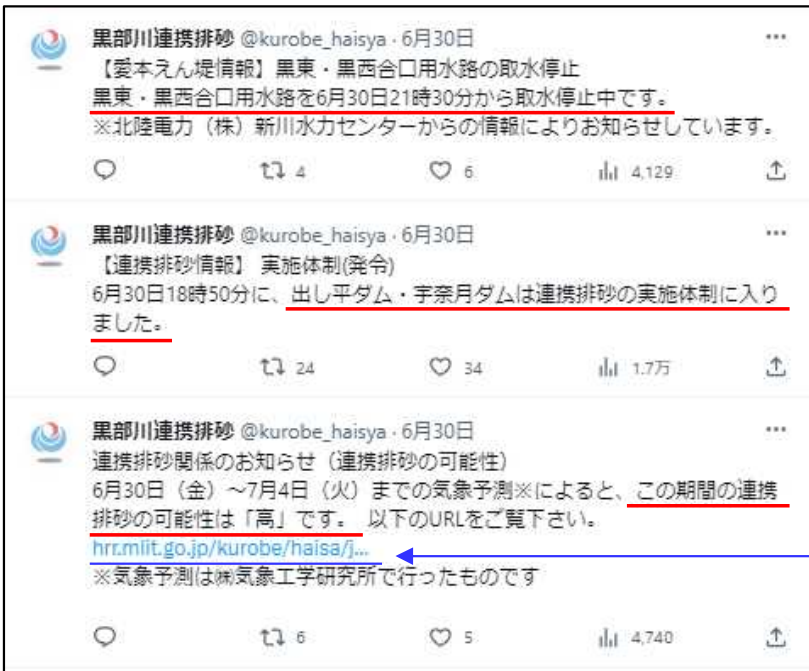 黒部川連携排砂 @kurobe_haisya · 6月30日
【愛本えん堤情報】黒東・黒西合口用水路の取水停止
黒東・黒西合口用水路を6月30日21時30分から取水停止中です。
※北陸電力（株）新川水力センターからの情報によりお知らせしています。
4 6 4,129
黒部川連携排砂 @kurobe_haisya · 6月30日
【連携排砂情報】 実施体制(発令)
6月30日18時50分に、出し平ダム・宇奈月ダムは連携排砂の実施体制に入り
ました。
24 34 1.7万
黒部川連携排砂 @kurobe_haisya · 6月30日
連携排砂関係のお知らせ（連携排砂の可能性）
6月30日（金）～7月4日（火）までの気象予測※によると、この期間の連携
排砂の可能性は「高」です。 以下のURLをご覧下さい。
hrr.mlit.go.jp/kurobe/haisa/j...
※気象予測は㈱気象工学研究所で行ったものです
6 5 4,740